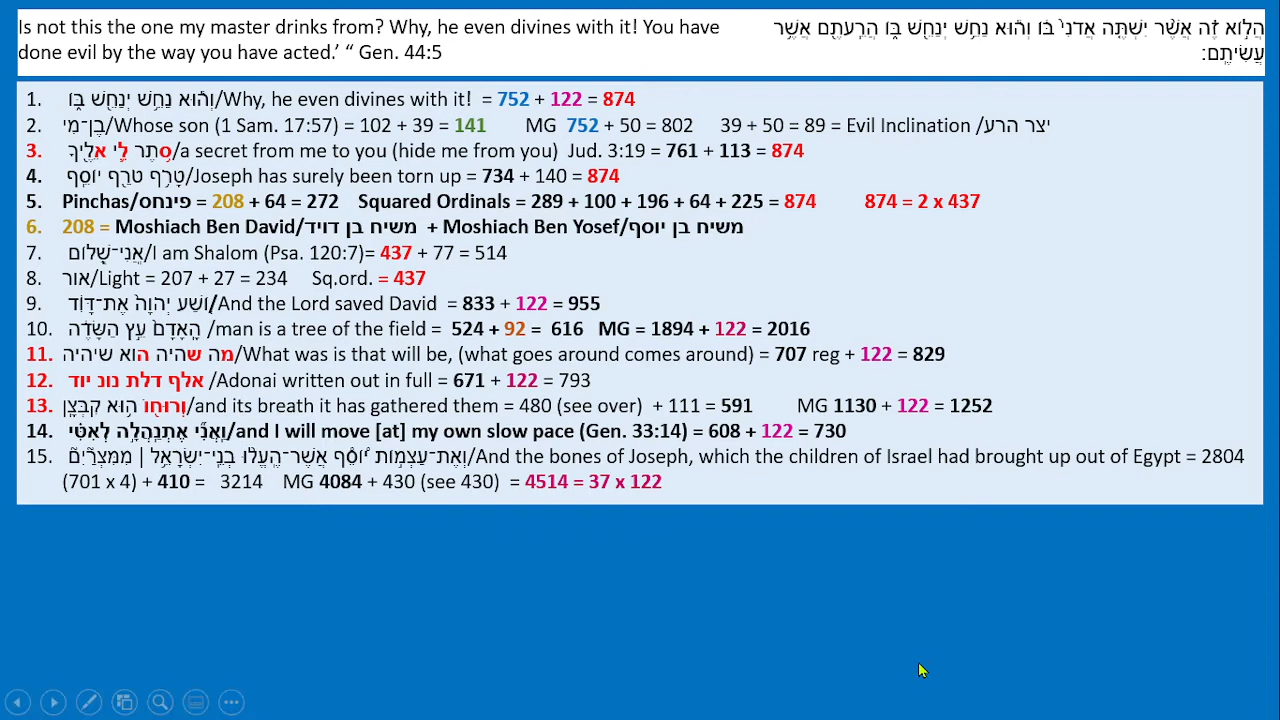 Is not this the one my master drinks from? Why, he even divines with it! You have done evil by the way you have acted.’ “ Gen. 44:5
הֲל֣וֹא זֶ֗ה אֲשֶׁ֨ר יִשְׁתֶּ֤ה אֲדֹנִי֙ בּ֔וֹ וְה֕וּא נַחֵ֥שׁ יְנַחֵ֖שׁ בּ֑וֹ הֲרֵעֹתֶ֖ם אֲשֶׁ֥ר עֲשִׂיתֶֽם׃
1. וְה֕וּא נַחֵ֥שׁ יְנַחֵ֖שׁ בּ֑וֹ/Why, he even divines with it! = 752 + 122 = 874
2. בֶּן־מִי/Whose son (1 Sam. 17:57) = 102 + 39 = 141 MG 752 + 50 = 802 39 + 50 = 89 = Evil Inclination /יצר הרע
3. סֵ֥תֶר לִ֛י אֵלֶ֖יךָ/a secret from me to you (hide me from you) Jud. 3:19 = 761 + 113 = 874
4. טָרֹ֥ף טֹרַ֖ף יוֹסֵֽף/Joseph has surely been torn up = 734 + 140 = 874
5. Pinchas/פינחס = 208 + 64 = 272 Squared Ordinals = 289 + 100 + 196 + 64 + 225 = 874 874 = 2 x 437
6. 208 = Moshiach Ben David/משיח בן דויד + Moshiach Ben Yosef/משיח בן יוסף
7. אֲֽנִי־שָׁ֭לוֹם/I am Shalom (Psa. 120:7)= 437 + 77 = 514
8. אור/Light = 207 + 27 = 234 Sq.ord. = 437
9. וֹשַׁע יְהוָה֙ אֶת־דָּוִ֔יד/And the Lord saved David = 833 + 122 = 955
10. הָֽאָדָם֙ עֵ֣ץ הַשָּׂדֶ֔ה /man is a tree of the field = 524 + 92 = 616 MG = 1894 + 122 = 2016
11. מה שהיה הוא שיהיה/What was is that will be, (what goes around comes around) = 707 reg + 122 = 829
12. אלף דלת נון יוד /Adonai written out in full = 671 + 122 = 793
13. וְרוּח֖וֹ ה֥וּא קִבְּצָֽן/and its breath it has gathered them = 480 (see over) + 111 = 591 MG 1130 + 122 = 1252
14. וַאֲנִ֞י אֶֽתְנָהֲלָ֣ה לְאִטִּ֗י/and I will move [at] my own slow pace (Gen. 33:14) = 608 + 122 = 730
15. וְאֶת־עַצְמ֣וֹת י֠וֹסֵ֠ף אֲשֶׁר־הֶעֱל֨וּ בְנֵֽי־יִשְׂרָאֵ֥ל | מִמִּצְרַ֘יִם֮/And the bones of Joseph, which the children of Israel had brought up out of Egypt = 2804
(701 x 4) + 410 = 3214 MG 4084 + 430 (see 430) = 4514 = 37 x 122